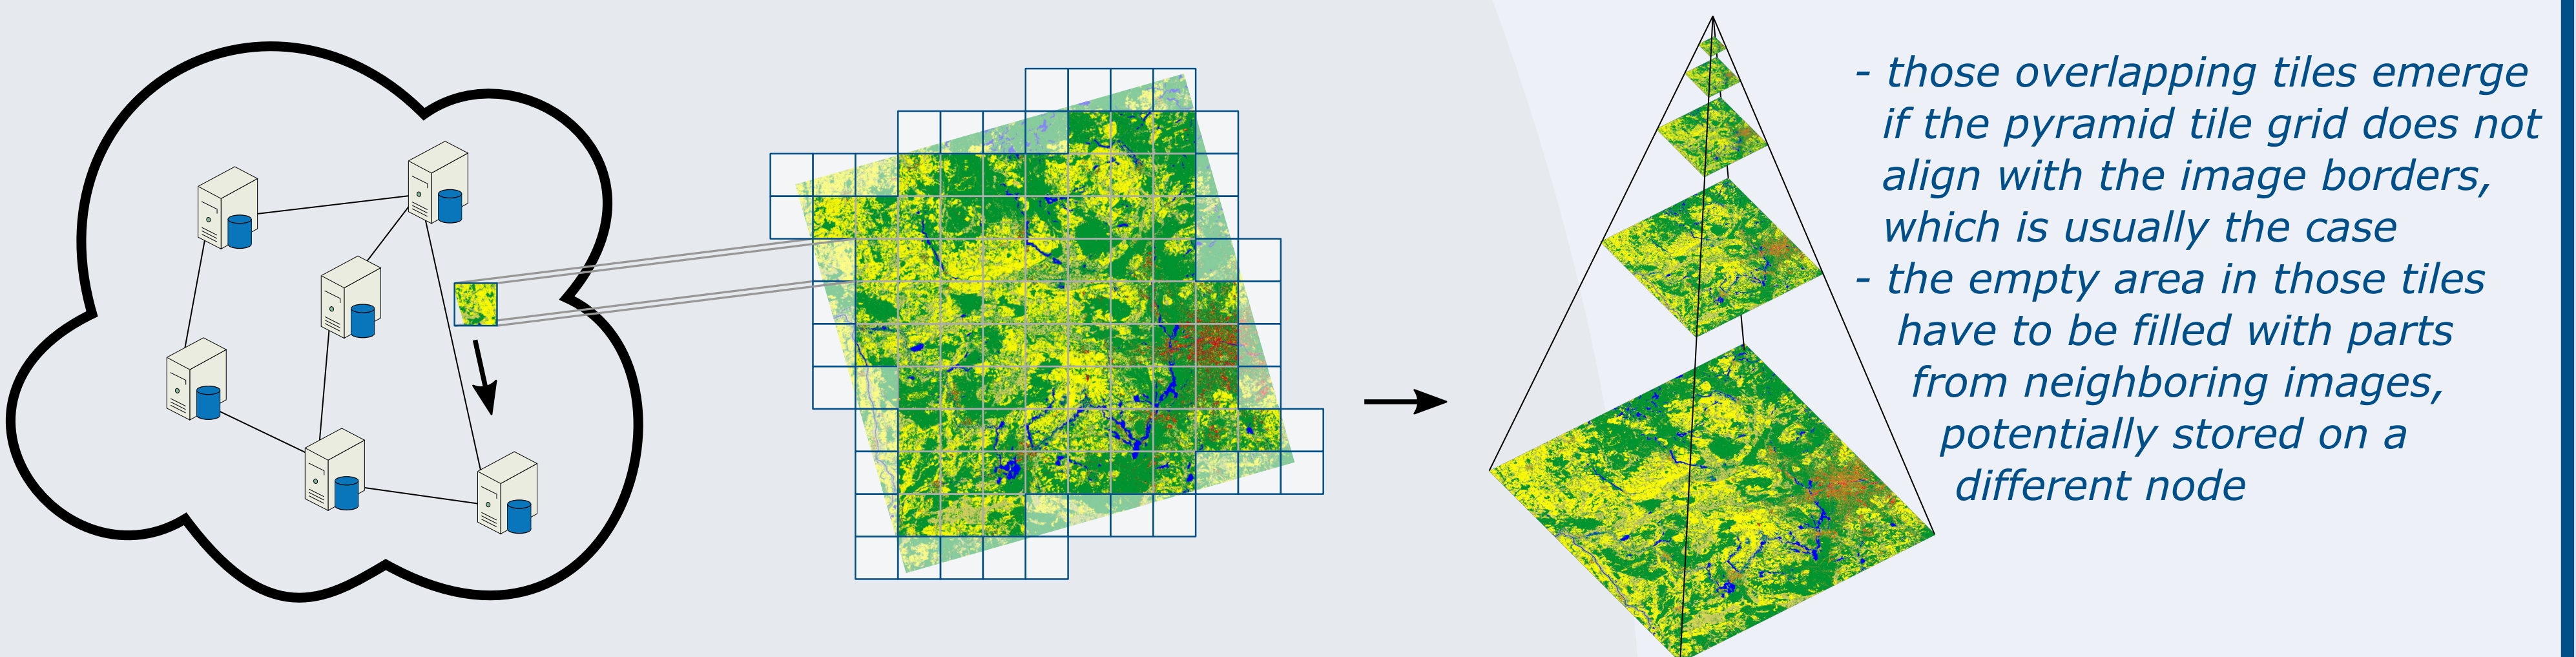 - those overlapping tiles emerge
if the pyramid tile grid does not
align with the image borders,
which is usually the case
- the empty area in those tiles
have to be filled with parts
from neighboring images,
potentially stored on a
different node